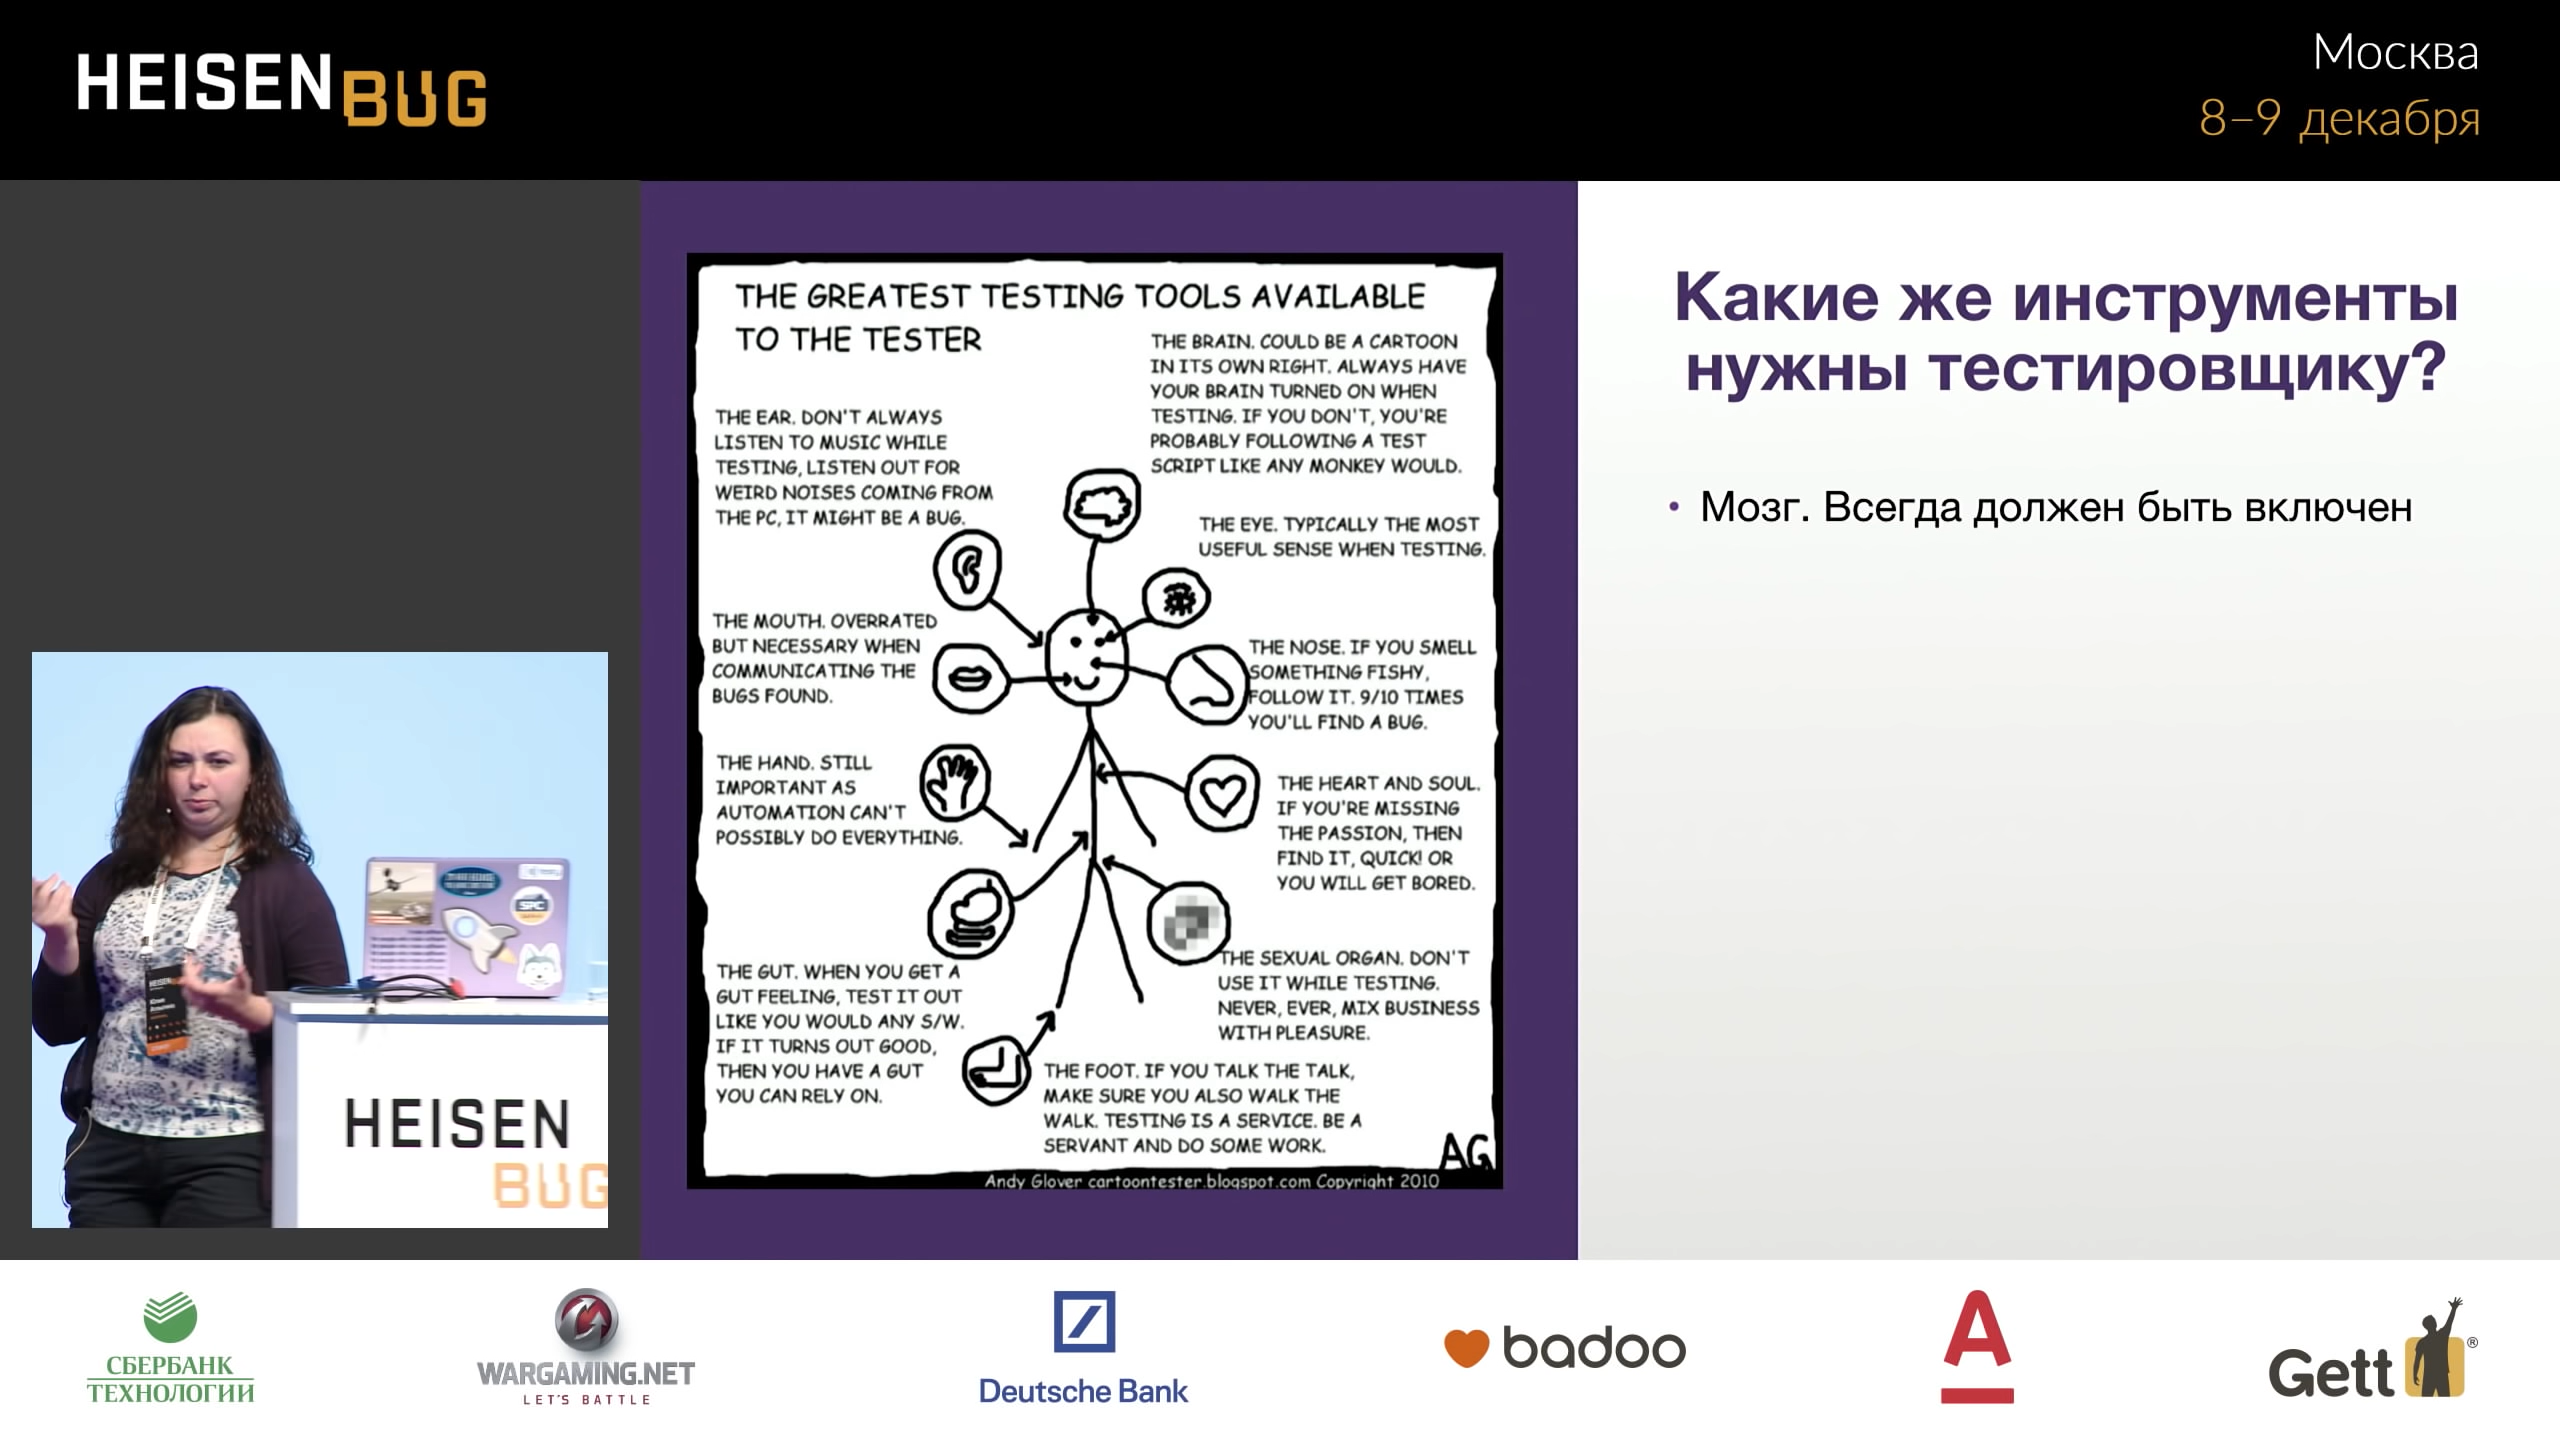 HEISENBUG
Москва
8–9 декабря
THE GREATEST TESTING TOOLS AVAILABLE
TO THE TESTER
THE BRAIN. COULD BE A CARTOON
IN ITS OWN RIGHT. ALWAYS HAVE
YOUR BRAIN TURNED ON WHEN
TESTING. IF YOU DON'T, YOU'RE
PROBABLY FOLLOWING A TEST
SCRIPT LIKE ANY MONKEY WOULD.
THE EAR. DON'T ALWAYS
LISTEN TO MUSIC WHILE
TESTING, LISTEN OUT FOR
WEIRD NOISES COMING FROM
THE PC, IT MIGHT BE A BUG.
THE EYE. TYPICALLY THE MOST
USEFUL SENSE WHEN TESTING.
THE MOUTH. OVERRATED
BUT NECESSARY WHEN
COMMUNICATING THE
BUGS FOUND.
THE NOSE. IF YOU SMELL
SOMETHING FISHY,
FOLLOW IT. 9/10 TIMES
YOU'LL FIND A BUG.
THE HAND. STILL
IMPORTANT AS
AUTOMATION CAN'T
POSSIBLY DO EVERYTHING.
THE HEART AND SOUL.
IF YOU'RE MISSING
THE PASSION, THEN
FIND IT, QUICK! OR
YOU WILL GET BORED.
THE GUT. WHEN YOU GET A
GUT FEELING, TEST IT OUT
LIKE YOU WOULD ANY S/W.
IF IT TURNS OUT GOOD,
THEN YOU HAVE A GUT
YOU CAN RELY ON.
THE SEXUAL ORGAN. DON'T
USE IT WHILE TESTING.
NEVER, EVER, MIX BUSINESS
WITH PLEASURE.
THE FOOT. IF YOU TALK THE TALK,
MAKE SURE YOU ALSO WALK THE
WALK. TESTING IS A SERVICE. BE A
SERVANT AND DO SOME WORK.
AG
Andy Glover cartoontester.blogspot.com Copyright 2010
Какие же инструменты
нужны тестировщику?
• Мозг. Всегда должен быть включен
SPC
HEISEN
BUG
СБЕРБАНК
ТЕХНОЛОГИИ
WARGAMING.NET
LET'S BATTLE
Deutsche Bank
badoo
А
Gett®